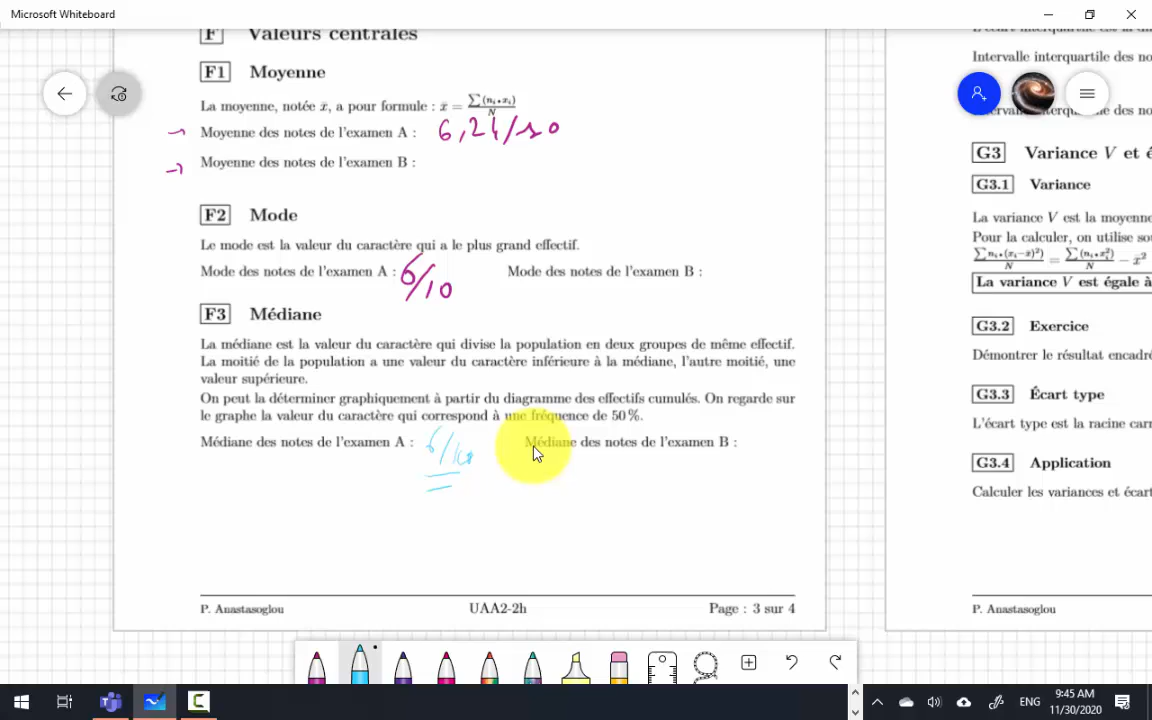 Microsoft Whiteboard
F Valeurs centrales
F1 Moyenne
La moyenne, notée x̄, a pour formule : x̄ = ∑(nᵢ•xᵢ)/N
→ Moyenne des notes de l'examen A : 6,24/10
→ Moyenne des notes de l'examen B :
F2 Mode
Le mode est la valeur du caractère qui a le plus grand effectif.
Mode des notes de l'examen A : 6/10 Mode des notes de l'examen B :
F3 Médiane
La médiane est la valeur du caractère qui divise la population en deux groupes de même effectif.
La moitié de la population a une valeur du caractère inférieure à la médiane, l'autre moitié, une
valeur supérieure.
On peut la déterminer graphiquement à partir du diagramme des effectifs cumulés. On regarde sur
le graphe la valeur du caractère qui correspond à une fréquence de 50 %.
Médiane des notes de l'examen A : 6/10 Médiane des notes de l'examen B :
P. Anastasoglou UAA2-2h Page : 3 sur 4
Intervalle interquartile des no
G3 Variance V et é
G3.1 Variance
La variance V est la moyenne
Pour la calculer, on utilise sou
∑nᵢ•(xᵢ−x̄)²)/N = ∑(nᵢ•xᵢ²)/N − x̄²
La variance V est égale à
G3.2 Exercice
Démontrer le résultat encadré
G3.3 Écart type
L'écart type est la racine carr
G3.4 Application
Calculer les variances et écart
P. Anastasoglou
ENG
9:45 AM
11/30/2020